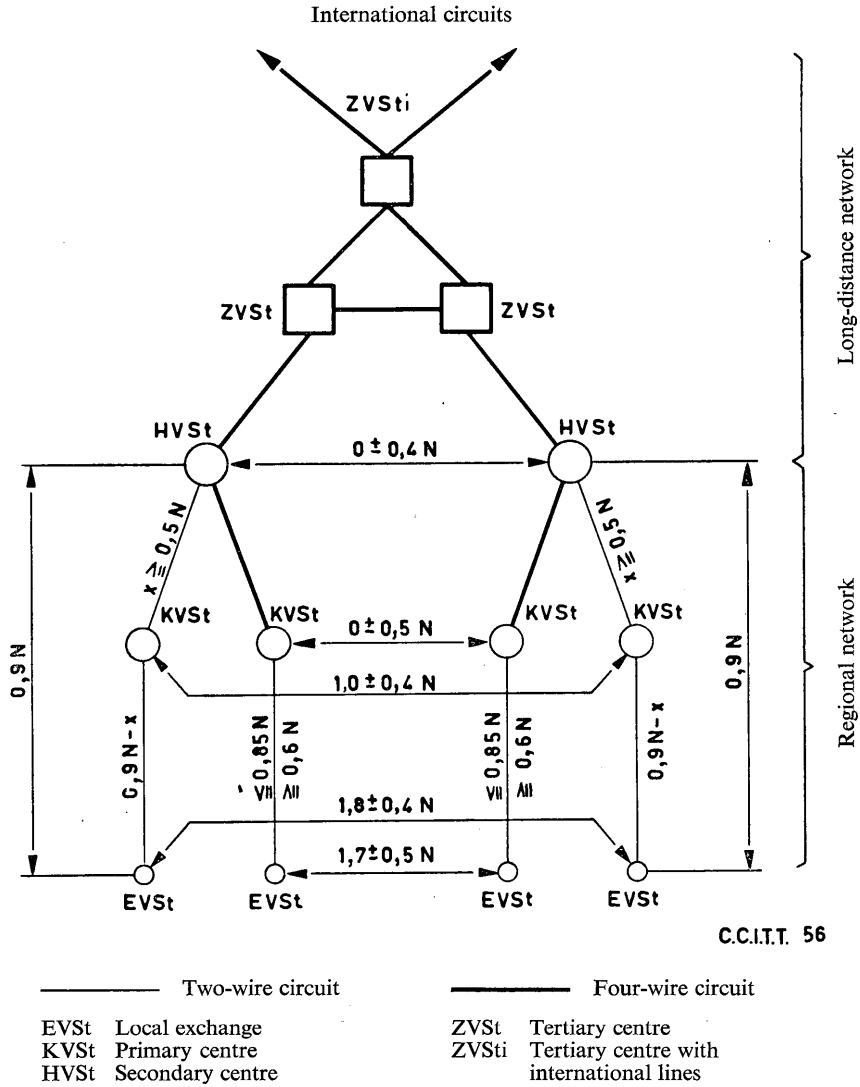 International circuits
ZVSti
ZVSt
ZVSt
Long-distance network
HVSt
HVSt
0 ± 0,4 N
x ≧ 0,5 N
x ≧ 0,5 N
KVSt
KVSt
KVSt
KVSt
0 ± 0,5 N
0,9 N
0,9 N
1,0 ± 0,4 N
Regional network
0,9 N-x
≦ 0,85 N
≧ 0,6 N
≦ 0,85 N
≧ 0,6 N
0,9 N-x
1,8 ± 0,4 N
1,7 ± 0,5 N
EVSt
EVSt
EVSt
EVSt
C.C.I.T.T. 56
Two-wire circuit
Four-wire circuit
EVSt Local exchange
KVSt Primary centre
HVSt Secondary centre
ZVSt Tertiary centre
ZVSti Tertiary centre with
international lines